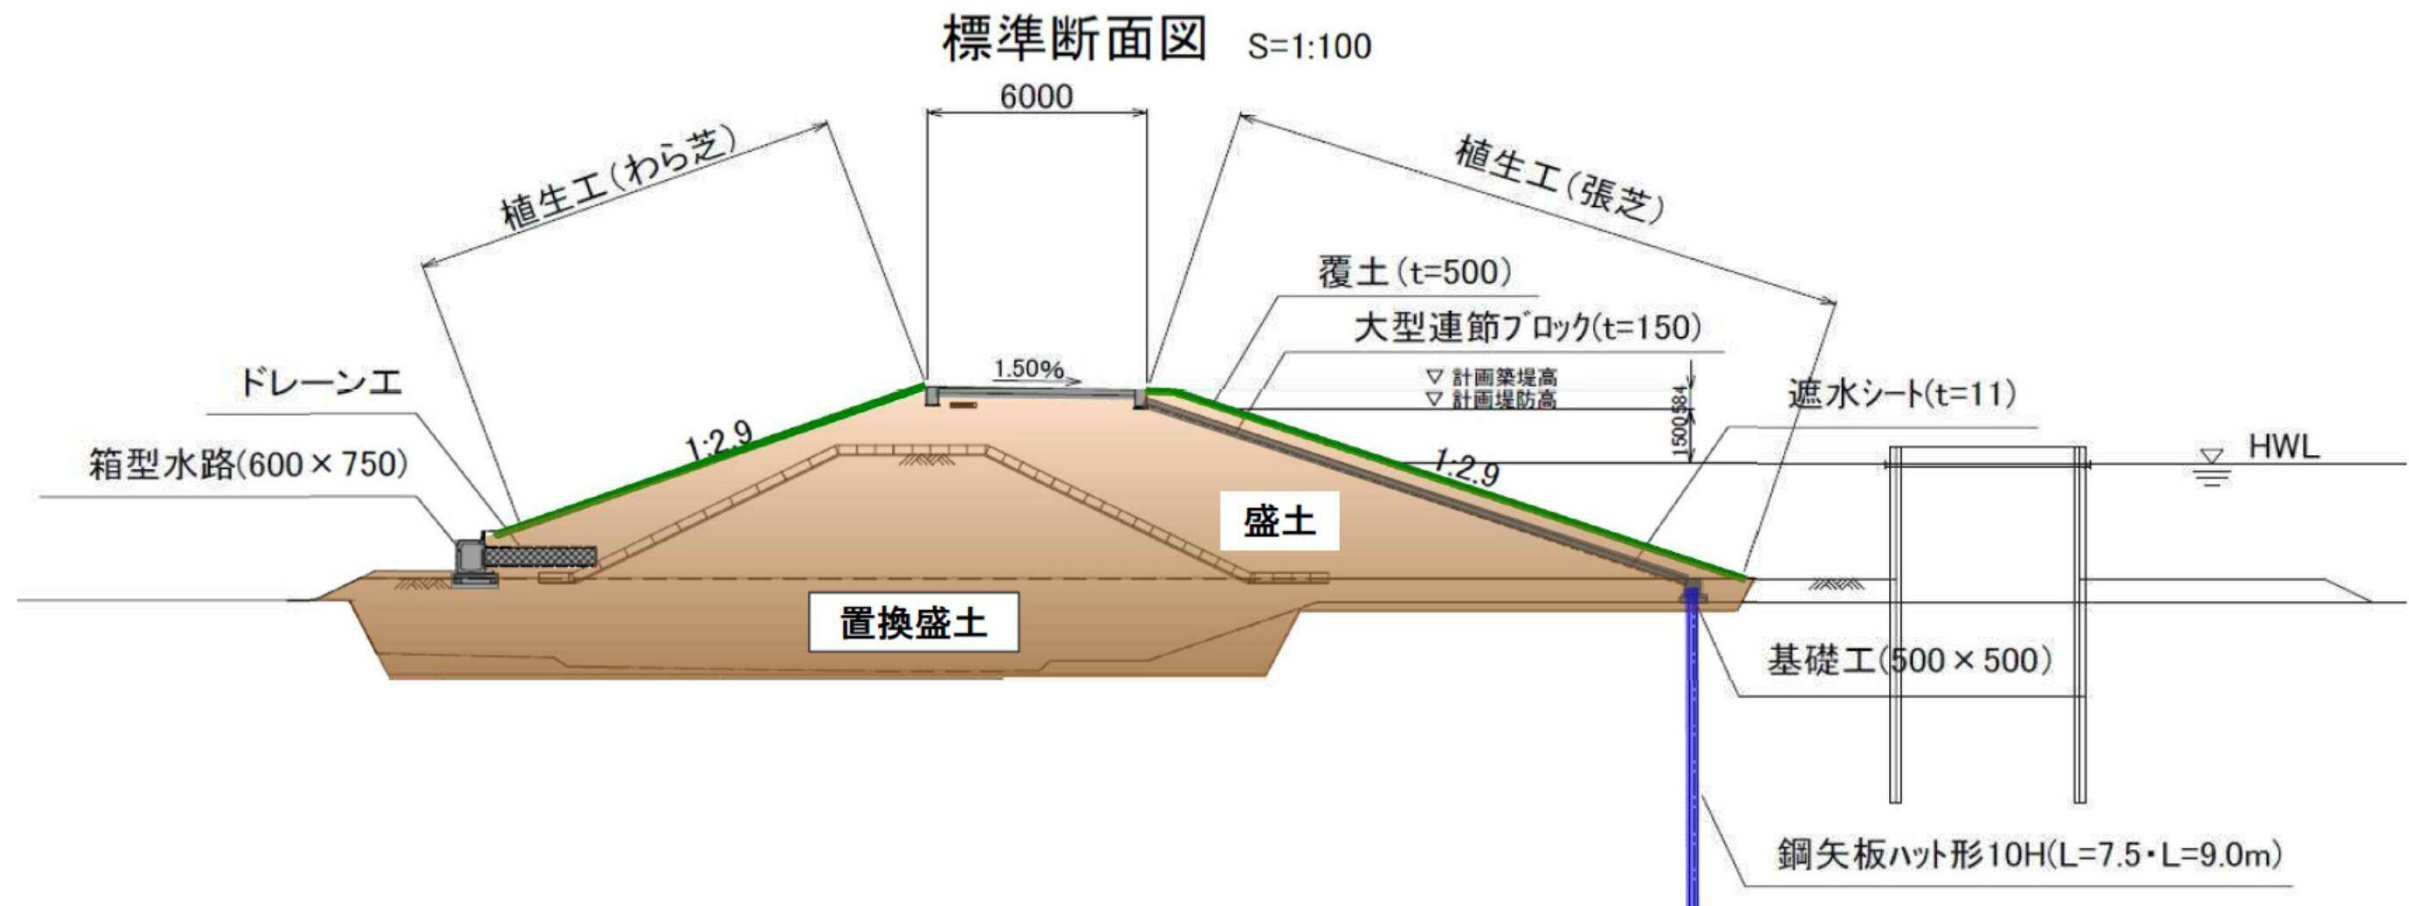 標準断面図 S=1:100
6000
植生工(わら芝)
植生工(張芝)
覆土(t=500)
大型連節ブロック(t=150)
1.50%
▽ 計画築堤高
▽ 計画堤防高
584
1500
ドレーン工
遮水シート(t=11)
箱型水路(600×750)
1:2.9
1:2.9
HWL
盛土
置換盛土
基礎工(500×500)
鋼矢板ハット形10H(L=7.5・L=9.0m)